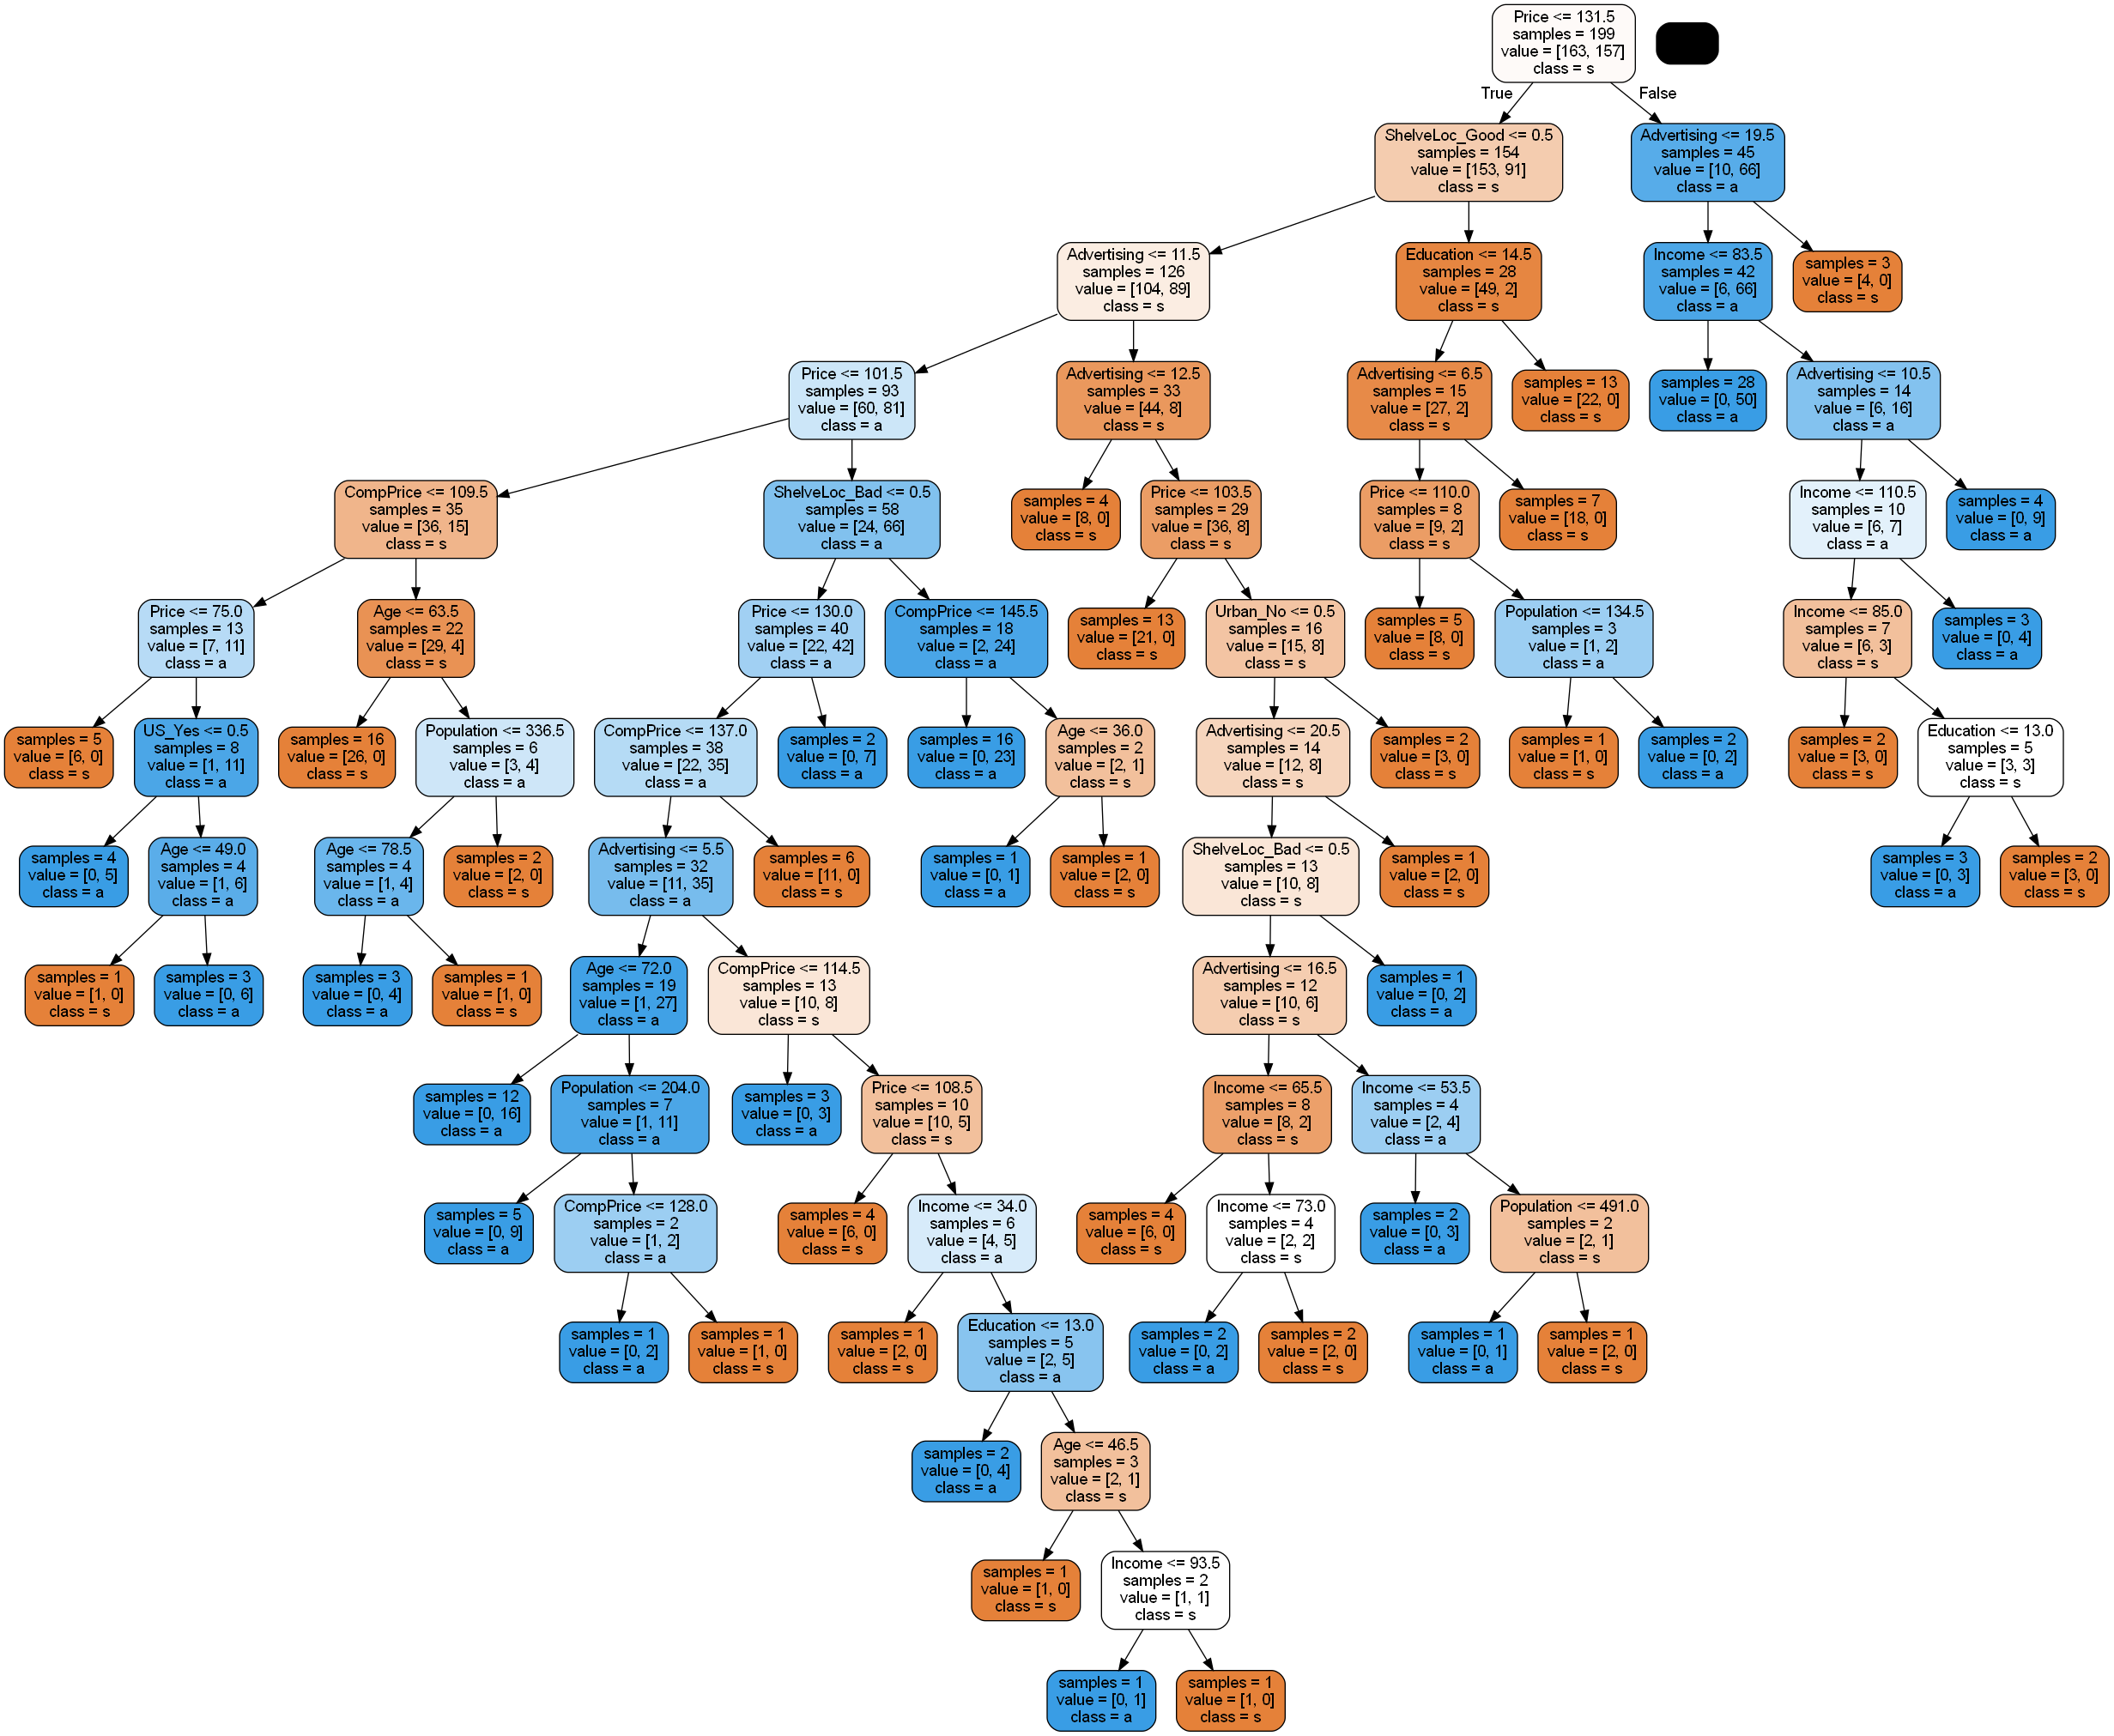 Price <= 131.5
samples = 199
value = [163, 157]
class = s
True
False
ShelveLoc_Good <= 0.5
samples = 154
value = [153, 91]
class = s
Advertising <= 19.5
samples = 45
value = [10, 66]
class = a
Advertising <= 11.5
samples = 126
value = [104, 89]
class = s
Education <= 14.5
samples = 28
value = [49, 2]
class = s
Income <= 83.5
samples = 42
value = [6, 66]
class = a
samples = 3
value = [4, 0]
class = s
Price <= 101.5
samples = 93
value = [60, 81]
class = a
Advertising <= 12.5
samples = 33
value = [44, 8]
class = s
Advertising <= 6.5
samples = 15
value = [27, 2]
class = s
samples = 13
value = [22, 0]
class = s
samples = 28
value = [0, 50]
class = a
Advertising <= 10.5
samples = 14
value = [6, 16]
class = a
CompPrice <= 109.5
samples = 35
value = [36, 15]
class = s
ShelveLoc_Bad <= 0.5
samples = 58
value = [24, 66]
class = a
samples = 4
value = [8, 0]
class = s
Price <= 103.5
samples = 29
value = [36, 8]
class = s
Price <= 110.0
samples = 8
value = [9, 2]
class = s
samples = 7
value = [18, 0]
class = s
Income <= 110.5
samples = 10
value = [6, 7]
class = a
samples = 4
value = [0, 9]
class = a
Price <= 75.0
samples = 13
value = [7, 11]
class = a
Age <= 63.5
samples = 22
value = [29, 4]
class = s
Price <= 130.0
samples = 40
value = [22, 42]
class = a
CompPrice <= 145.5
samples = 18
value = [2, 24]
class = a
samples = 13
value = [21, 0]
class = s
Urban_No <= 0.5
samples = 16
value = [15, 8]
class = s
samples = 5
value = [8, 0]
class = s
Population <= 134.5
samples = 3
value = [1, 2]
class = a
Income <= 85.0
samples = 7
value = [6, 3]
class = s
samples = 3
value = [0, 4]
class = a
samples = 5
value = [6, 0]
class = s
US_Yes <= 0.5
samples = 8
value = [1, 11]
class = a
samples = 16
value = [26, 0]
class = s
Population <= 336.5
samples = 6
value = [3, 4]
class = a
CompPrice <= 137.0
samples = 38
value = [22, 35]
class = a
samples = 2
value = [0, 7]
class = a
samples = 16
value = [0, 23]
class = a
Age <= 36.0
samples = 2
value = [2, 1]
class = s
Advertising <= 20.5
samples = 14
value = [12, 8]
class = s
samples = 2
value = [3, 0]
class = s
samples = 1
value = [1, 0]
class = s
samples = 2
value = [0, 2]
class = a
samples = 2
value = [3, 0]
class = s
Education <= 13.0
samples = 5
value = [3, 3]
class = s
samples = 4
value = [0, 5]
class = a
Age <= 49.0
samples = 4
value = [1, 6]
class = a
Age <= 78.5
samples = 4
value = [1, 4]
class = a
samples = 2
value = [2, 0]
class = s
Advertising <= 5.5
samples = 32
value = [11, 35]
class = a
samples = 6
value = [11, 0]
class = s
samples = 1
value = [0, 1]
class = a
samples = 1
value = [2, 0]
class = s
ShelveLoc_Bad <= 0.5
samples = 13
value = [10, 8]
class = s
samples = 1
value = [2, 0]
class = s
samples = 3
value = [0, 3]
class = a
samples = 2
value = [3, 0]
class = s
samples = 1
value = [1, 0]
class = s
samples = 3
value = [0, 6]
class = a
samples = 3
value = [0, 4]
class = a
samples = 1
value = [1, 0]
class = s
Age <= 72.0
samples = 19
value = [1, 27]
class = a
CompPrice <= 114.5
samples = 13
value = [10, 8]
class = s
Advertising <= 16.5
samples = 12
value = [10, 6]
class = s
samples = 1
value = [0, 2]
class = a
samples = 12
value = [0, 16]
class = a
Population <= 204.0
samples = 7
value = [1, 11]
class = a
samples = 3
value = [0, 3]
class = a
Price <= 108.5
samples = 10
value = [10, 5]
class = s
Income <= 65.5
samples = 8
value = [8, 2]
class = s
Income <= 53.5
samples = 4
value = [2, 4]
class = a
samples = 5
value = [0, 9]
class = a
CompPrice <= 128.0
samples = 2
value = [1, 2]
class = a
samples = 4
value = [6, 0]
class = s
Income <= 34.0
samples = 6
value = [4, 5]
class = a
samples = 4
value = [6, 0]
class = s
Income <= 73.0
samples = 4
value = [2, 2]
class = s
samples = 2
value = [0, 3]
class = a
Population <= 491.0
samples = 2
value = [2, 1]
class = s
samples = 1
value = [0, 2]
class = a
samples = 1
value = [1, 0]
class = s
samples = 1
value = [2, 0]
class = s
Education <= 13.0
samples = 5
value = [2, 5]
class = a
samples = 2
value = [0, 2]
class = a
samples = 2
value = [2, 0]
class = s
samples = 1
value = [0, 1]
class = a
samples = 1
value = [2, 0]
class = s
samples = 2
value = [0, 4]
class = a
Age <= 46.5
samples = 3
value = [2, 1]
class = s
samples = 1
value = [1, 0]
class = s
Income <= 93.5
samples = 2
value = [1, 1]
class = s
samples = 1
value = [0, 1]
class = a
samples = 1
value = [1, 0]
class = s